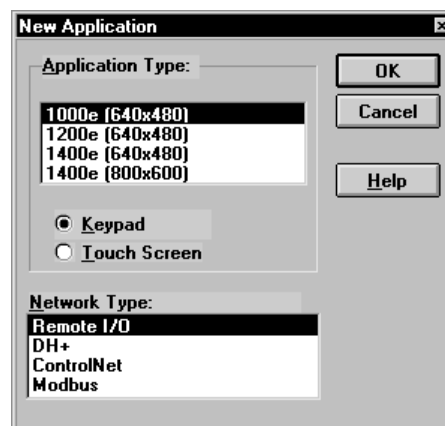 New Application
Application Type:
1000e (640x480)
1200e (640x480)
1400e (640x480)
1400e (800x600)
Keypad
Touch Screen
Network Type:
Remote I/O
DH+
ControlNet
Modbus
OK
Cancel
Help